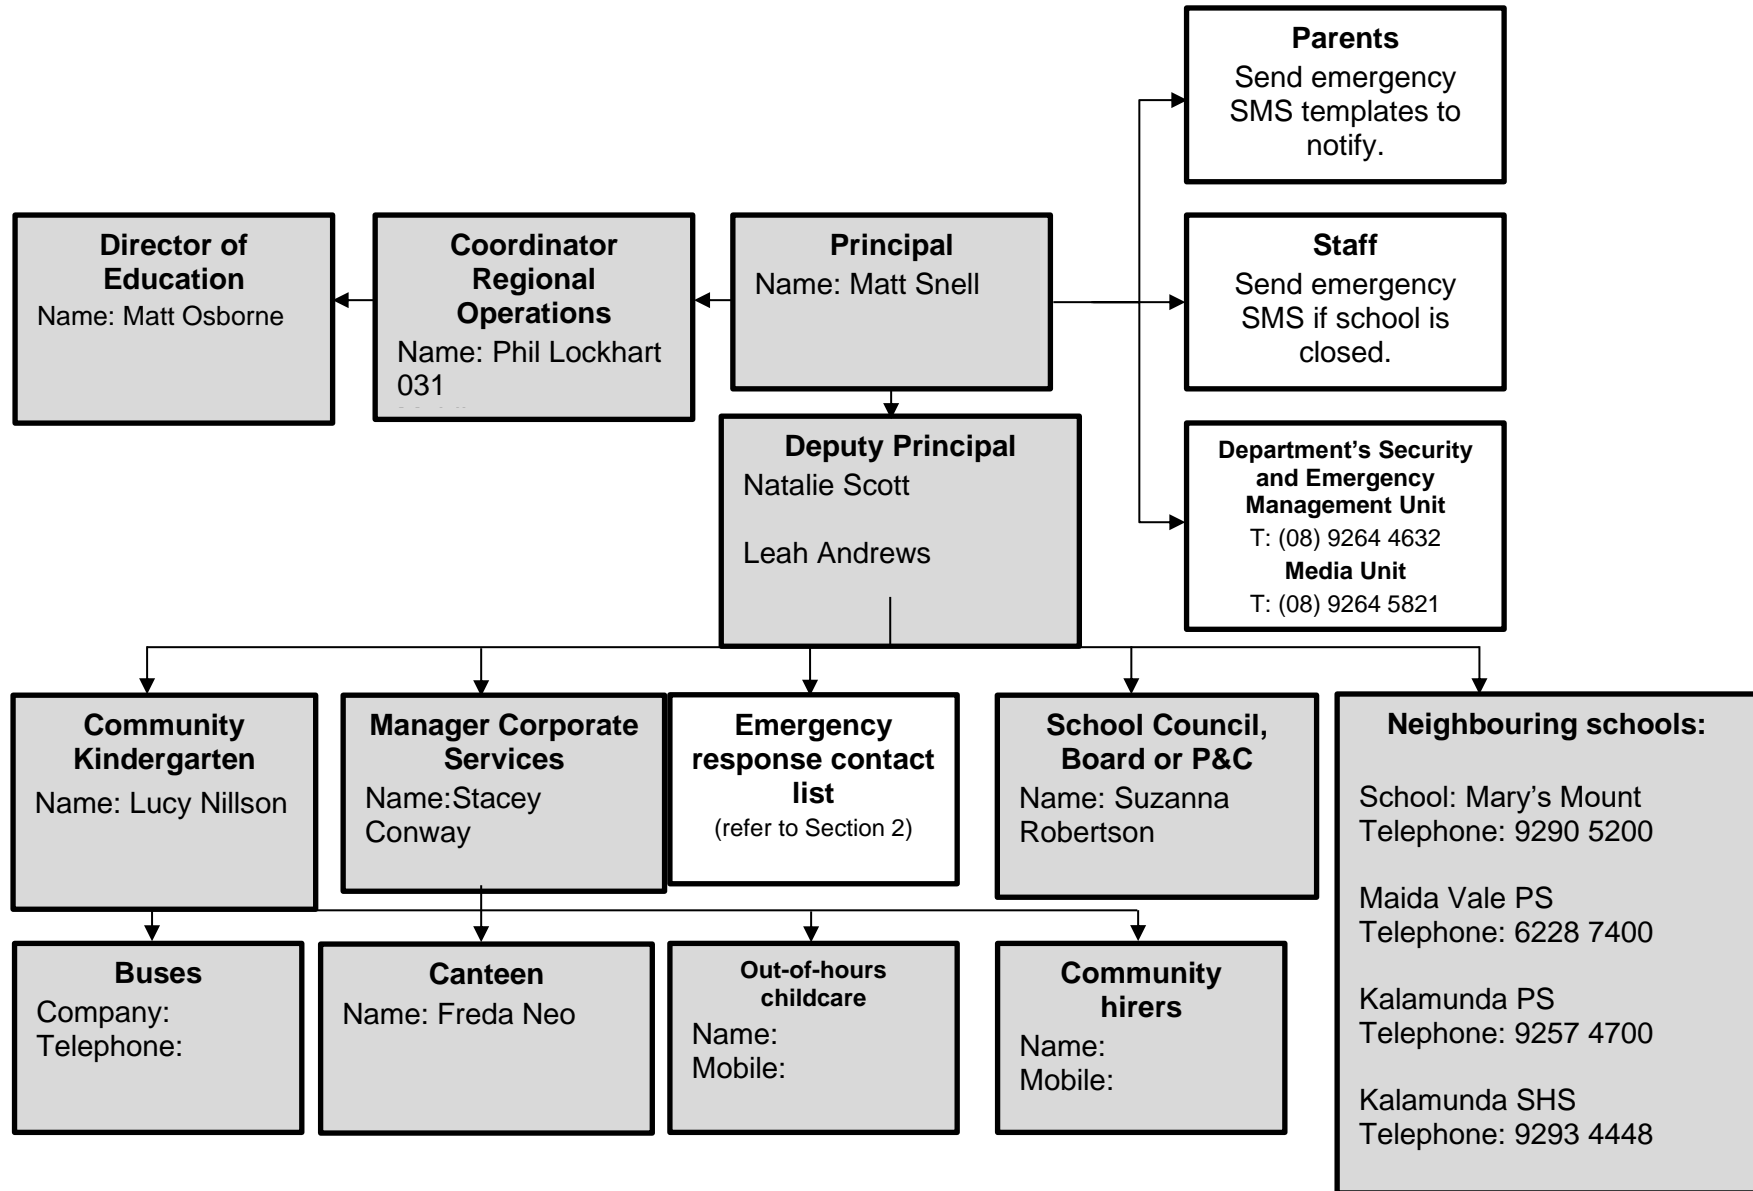 Parents
Send emergency
SMS templates to
notify.
Director of
Education
Name: Matt Osborne
Coordinator
Regional
Operations
Name: Phil Lockhart
031
Principal
Name: Matt Snell
Staff
Send emergency
SMS if school is
closed.
Deputy Principal
Natalie Scott
Leah Andrews
Department’s Security
and Emergency
Management Unit
T: (08) 9264 4632
Media Unit
T: (08) 9264 5821
Community
Kindergarten
Name: Lucy Nillson
Manager Corporate
Services
Name:Stacey
Conway
Emergency
response contact
list
(refer to Section 2)
School Council,
Board or P&C
Name: Suzanna
Robertson
Neighbouring schools:
School: Mary’s Mount
Telephone: 9290 5200
Maida Vale PS
Telephone: 6228 7400
Kalamunda PS
Telephone: 9257 4700
Kalamunda SHS
Telephone: 9293 4448
Buses
Company:
Telephone:
Canteen
Name: Freda Neo
Out-of-hours
childcare
Name:
Mobile:
Community
hirers
Name:
Mobile: